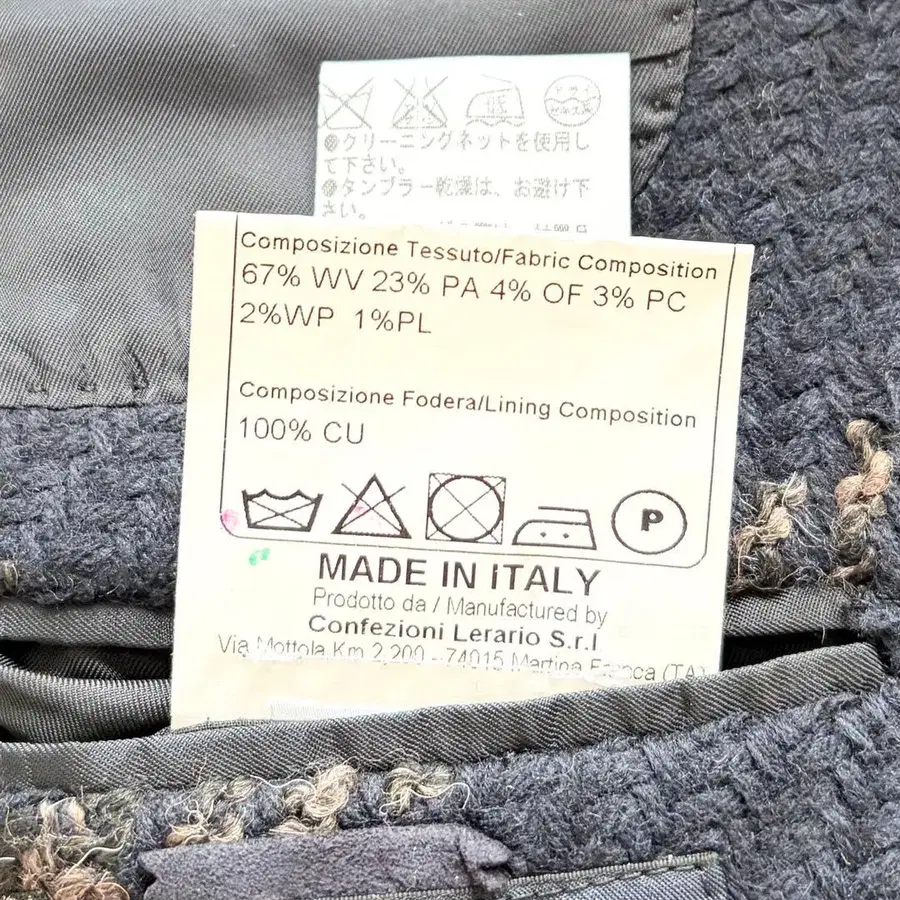 ●クリーニングネットを使用し
て下さい。
●タンブラー乾燥は、お避け下
さい。
Composizione Tessuto/Fabric Composition
67% WV 23% PA 4% OF 3% PC
2%WP 1%PL
Composizione Fodera/Lining Composition
100% CU
P
MADE IN ITALY
Prodotto da / Manufactured by
Confezioni Lerario S.r.l.
Via Mottola Km 2,200 - 74015 Martina Franca (TA)